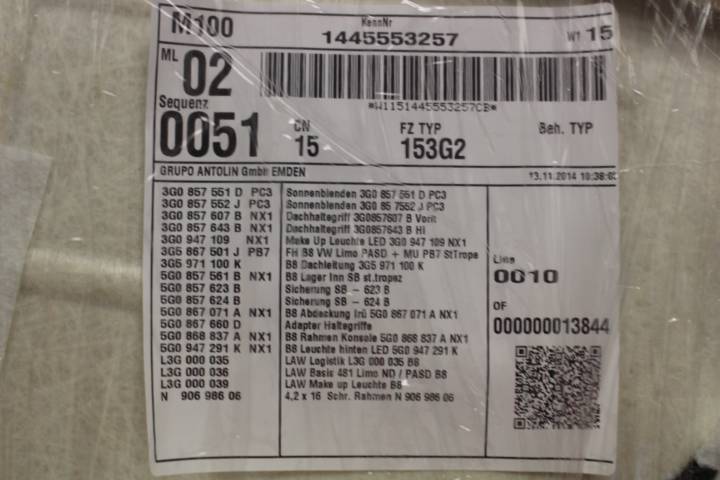 M100 KennNr W1 15
1445553257
ML 02
*W1151445553257CB*
Sequenz 0051 CN 15 FZ TYP 153G2 Beh. TYP
GRUPO ANTOLIN GmbH EMDEN 13.11.2014 10:38:0
3G0 857 551 D PC3 Sonnenblenden 3G0 857 551 D PC3
3G0 857 552 J PC3 Sonnenblenden 3G0 85 7552 J PC3
3G0 857 607 B NX1 Dachhaltegriff 3G0857607 B Vorit
3G0 857 643 B NX1 Dachhaltegriff 3G0857643 B Hi
3G0 947 109 NX1 Make Up Leuchte LED 3G0 947 109 NX1
3G5 867 501 J PB7 FH B8 VW Limo PASD + MU PB7 StTrope
3G5 971 100 K B8 Dachleitung 3G5 971 100 K
5G0 857 561 B NX1 B8 Lager Inn SB st.tropez
5G0 857 623 B Sicherung SB - 623 B
5G0 857 624 B Sicherung SB - 624 B
5G0 867 071 A NX1 B8 Abdeckung Irü 5G0 867 071 A NX1
5G0 867 660 D Adapter Haltegriffe
5G0 868 837 A NX1 B8 Rahmen Konsole 5G0 868 837 A NX1
5G0 947 291 K NX1 B8 Leuchte hinten LED 5G0 947 291 K
L3G 000 035 LAW Logistik L3G 000 035 B8
L3G 000 036 LAW Basis 481 Limo ND / PASD B8
L3G 000 039 LAW Make up Leuchte B8
N 906 986 06 4,2 x 16 Schr. Rahmen N 906 986 06
Line
0010
OF
000000013844